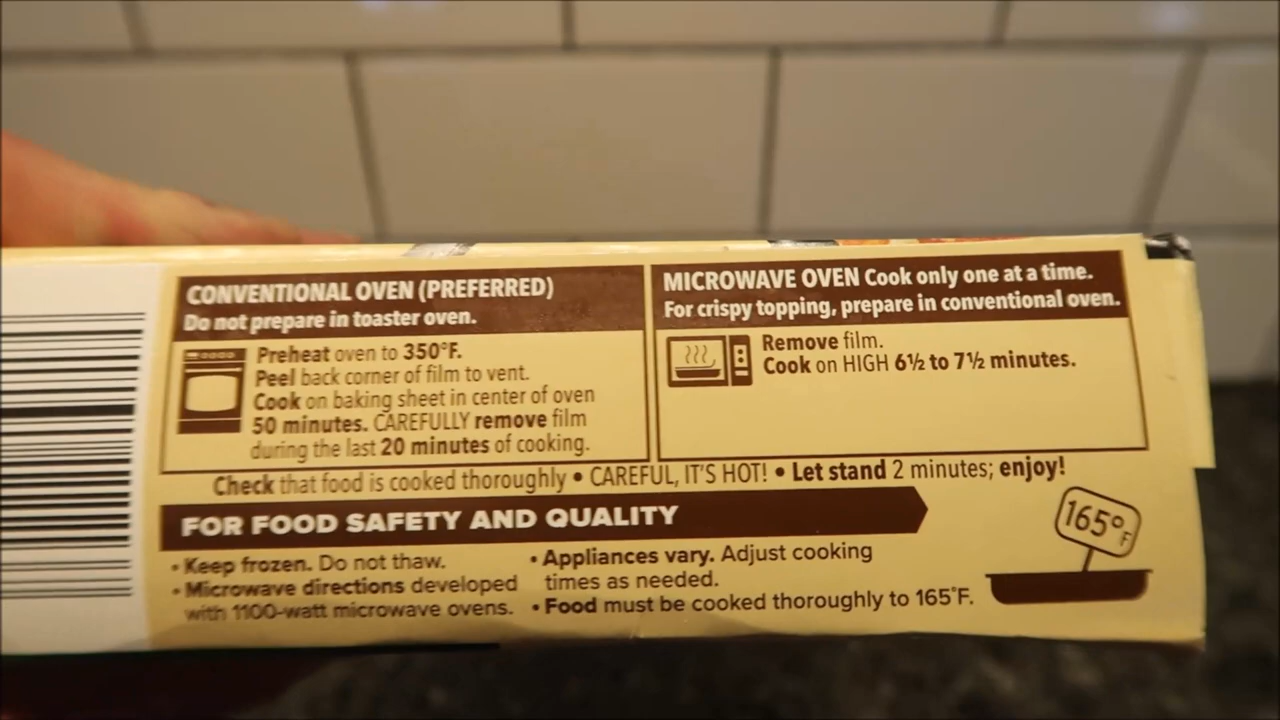 CONVENTIONAL OVEN (PREFERRED)
Do not prepare in toaster oven.
Preheat oven to 350°F.
Peel back corner of film to vent.
Cook on baking sheet in center of oven
50 minutes. CAREFULLY remove film
during the last 20 minutes of cooking.
MICROWAVE OVEN Cook only one at a time.
For crispy topping, prepare in conventional oven.
Remove film.
Cook on HIGH 6½ to 7½ minutes.
Check that food is cooked thoroughly • CAREFUL, IT'S HOT! • Let stand 2 minutes; enjoy!
FOR FOOD SAFETY AND QUALITY
• Keep frozen. Do not thaw.
• Microwave directions developed
with 1100-watt microwave ovens.
• Appliances vary. Adjust cooking
times as needed.
• Food must be cooked thoroughly to 165°F.
165°F